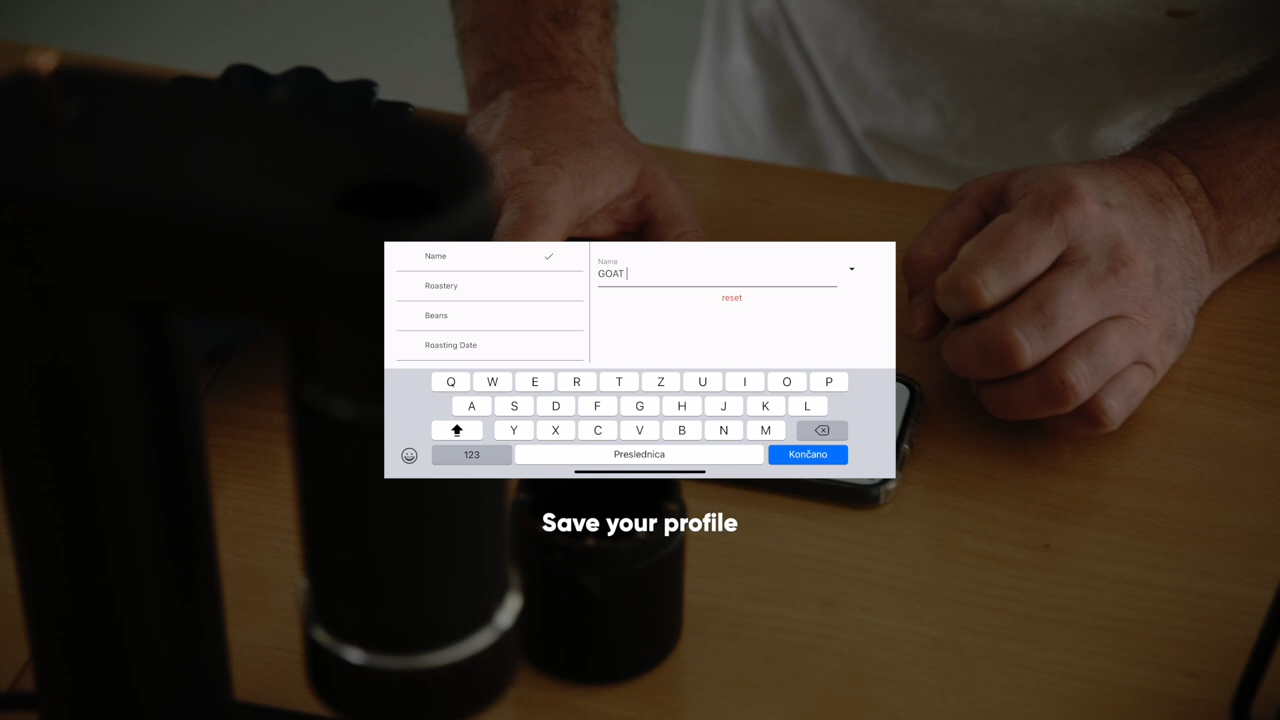 Name
Roastery
Beans
Roasting Date
Name
GOAT
reset
Q W E R T Z U I O P
A S D F G H J K L
Y X C V B N M
123 Preslednica Končano
Save your profile